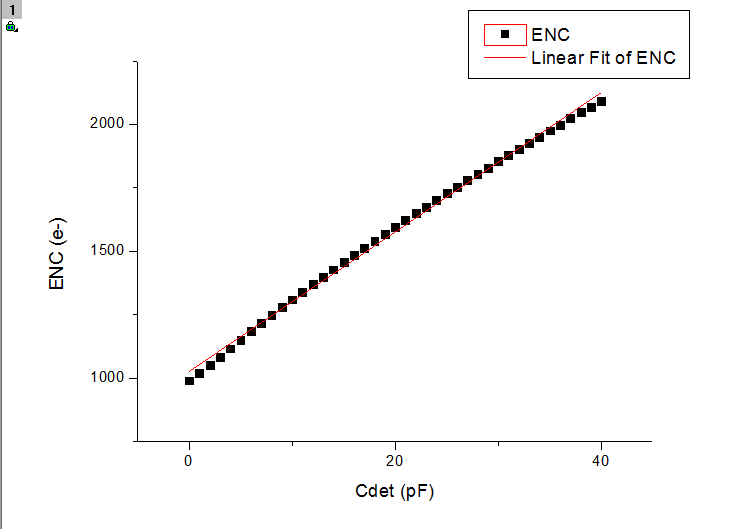 1
ENC
Linear Fit of ENC
2000
1500
1000
ENC (e-)
0
20
40
Cdet (pF)